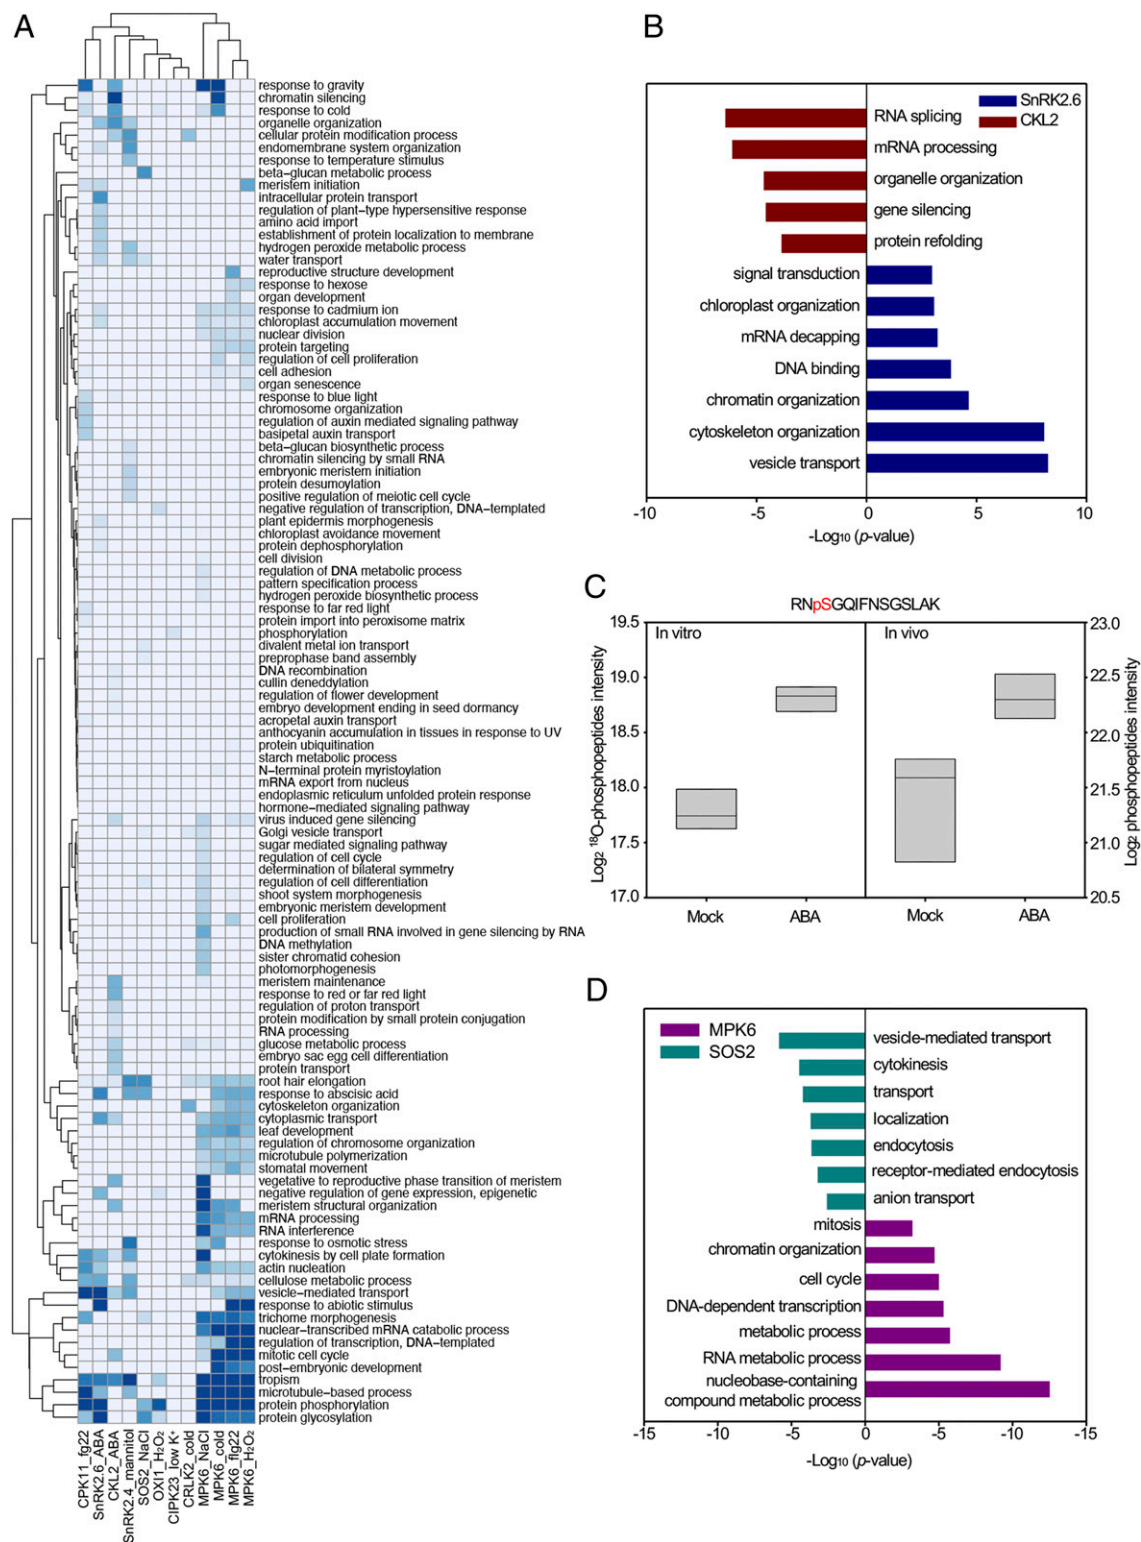 A
response to gravity
chromatin silencing
response to cold
organelle organization
cellular protein modification process
endomembrane system organization
response to temperature stimulus
beta−glucan metabolic process
meristem initiation
intracellular protein transport
regulation of plant−type hypersensitive response
amino acid import
establishment of protein localization to membrane
hydrogen peroxide metabolic process
water transport
reproductive structure development
response to hexose
organ development
response to cadmium ion
chloroplast accumulation movement
nuclear division
protein targeting
regulation of cell proliferation
cell adhesion
organ senescence
response to blue light
chromosome organization
regulation of auxin mediated signaling pathway
basipetal auxin transport
beta−glucan biosynthetic process
chromatin silencing by small RNA
embryonic meristem initiation
protein desumoylation
positive regulation of meiotic cell cycle
negative regulation of transcription, DNA−templated
plant epidermis morphogenesis
chloroplast avoidance movement
protein dephosphorylation
cell division
regulation of DNA metabolic process
pattern specification process
hydrogen peroxide biosynthetic process
response to far red light
protein import into peroxisome matrix
phosphorylation
divalent metal ion transport
preprophase band assembly
DNA recombination
cullin deneddylation
regulation of flower development
embryo development ending in seed dormancy
acropetal auxin transport
anthocyanin accumulation in tissues in response to UV
protein ubiquitination
starch metabolic process
N−terminal protein myristoylation
mRNA export from nucleus
endoplasmic reticulum unfolded protein response
hormone−mediated signaling pathway
virus induced gene silencing
Golgi vesicle transport
sugar mediated signaling pathway
regulation of cell cycle
determination of bilateral symmetry
regulation of cell differentiation
shoot system morphogenesis
embryonic meristem development
cell proliferation
production of small RNA involved in gene silencing by RNA
DNA methylation
sister chromatid cohesion
photomorphogenesis
meristem maintenance
response to red or far red light
regulation of proton transport
protein modification by small protein conjugation
RNA processing
glucose metabolic process
embryo sac egg cell differentiation
protein transport
root hair elongation
response to abscisic acid
cytoskeleton organization
cytoplasmic transport
leaf development
regulation of chromosome organization
microtubule polymerization
stomatal movement
vegetative to reproductive phase transition of meristem
negative regulation of gene expression, epigenetic
meristem structural organization
mRNA processing
RNA interference
response to osmotic stress
cytokinesis by cell plate formation
actin nucleation
cellulose metabolic process
vesicle−mediated transport
response to abiotic stimulus
trichome morphogenesis
nuclear−transcribed mRNA catabolic process
regulation of transcription, DNA−templated
mitotic cell cycle
post−embryonic development
tropism
microtubule−based process
protein phosphorylation
protein glycosylation
CPK11_fg22
SnRK2.6_ABA
CKL2_ABA
SnRK2.4_mannitol
SOS2_NaCl
OXI1_H₂O₂
CIPK23_low K⁺
CRLK2_cold
MPK6_NaCl
MPK6_cold
MPK6_flg22
MPK6_H₂O₂
B
SnRK2.6
CKL2
RNA splicing
mRNA processing
organelle organization
gene silencing
protein refolding
signal transduction
chloroplast organization
mRNA decapping
DNA binding
chromatin organization
cytoskeleton organization
vesicle transport
-10 -5 0 5 10
-Log₁₀ (p-value)
C
RNpSGQIFNSGSLAK
In vitro
In vivo
19.5
19.0
18.5
18.0
17.5
17.0
Log₂ ¹⁸O-phosphopeptides intensity
23.0
22.5
22.0
21.5
21.0
20.5
Log₂ phosphopeptides intensity
Mock ABA Mock ABA
D
MPK6
SOS2
vesicle-mediated transport
cytokinesis
transport
localization
endocytosis
receptor-mediated endocytosis
anion transport
mitosis
chromatin organization
cell cycle
DNA-dependent transcription
metabolic process
RNA metabolic process
nucleobase-containing
compound metabolic process
-15 -10 -5 0 -5 -10 -15
-Log₁₀ (p-value)